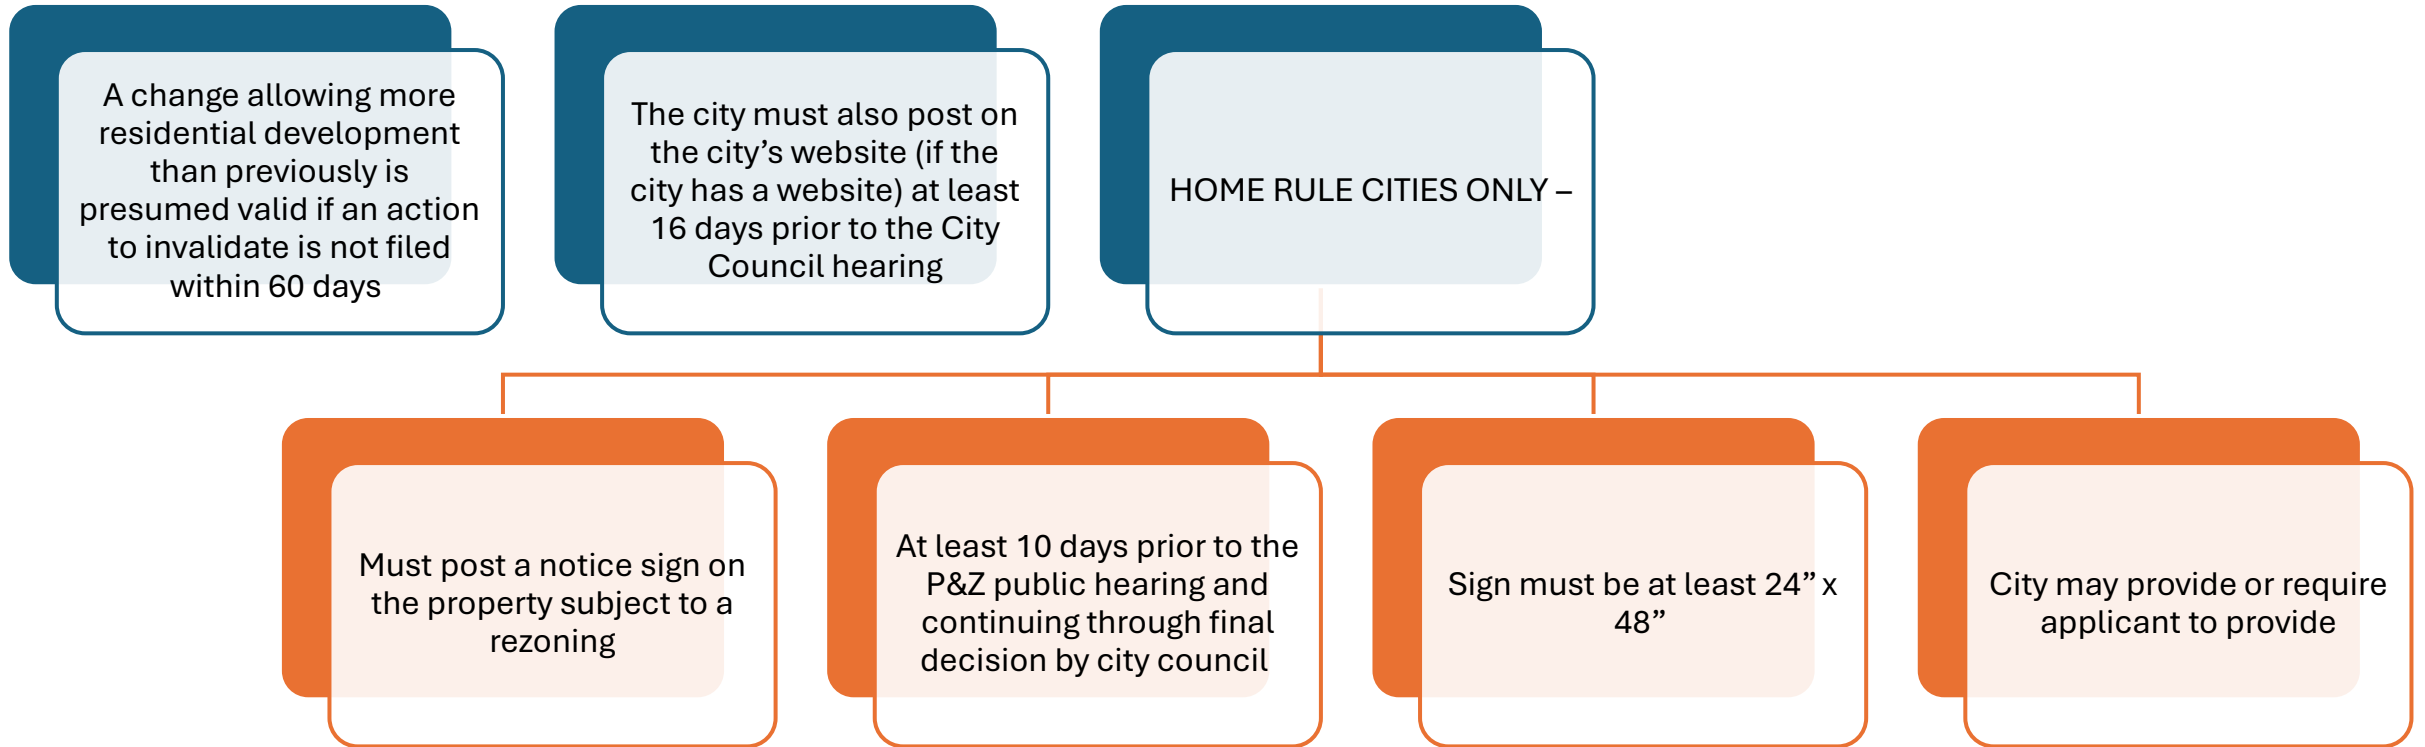 A change allowing more
residential development
than previously is
presumed valid if an action
to invalidate is not filed
within 60 days
The city must also post on
the city’s website (if the
city has a website) at least
16 days prior to the City
Council hearing
HOME RULE CITIES ONLY –
Must post a notice sign on
the property subject to a
rezoning
At least 10 days prior to the
P&Z public hearing and
continuing through final
decision by city council
Sign must be at least 24” x
48”
City may provide or require
applicant to provide